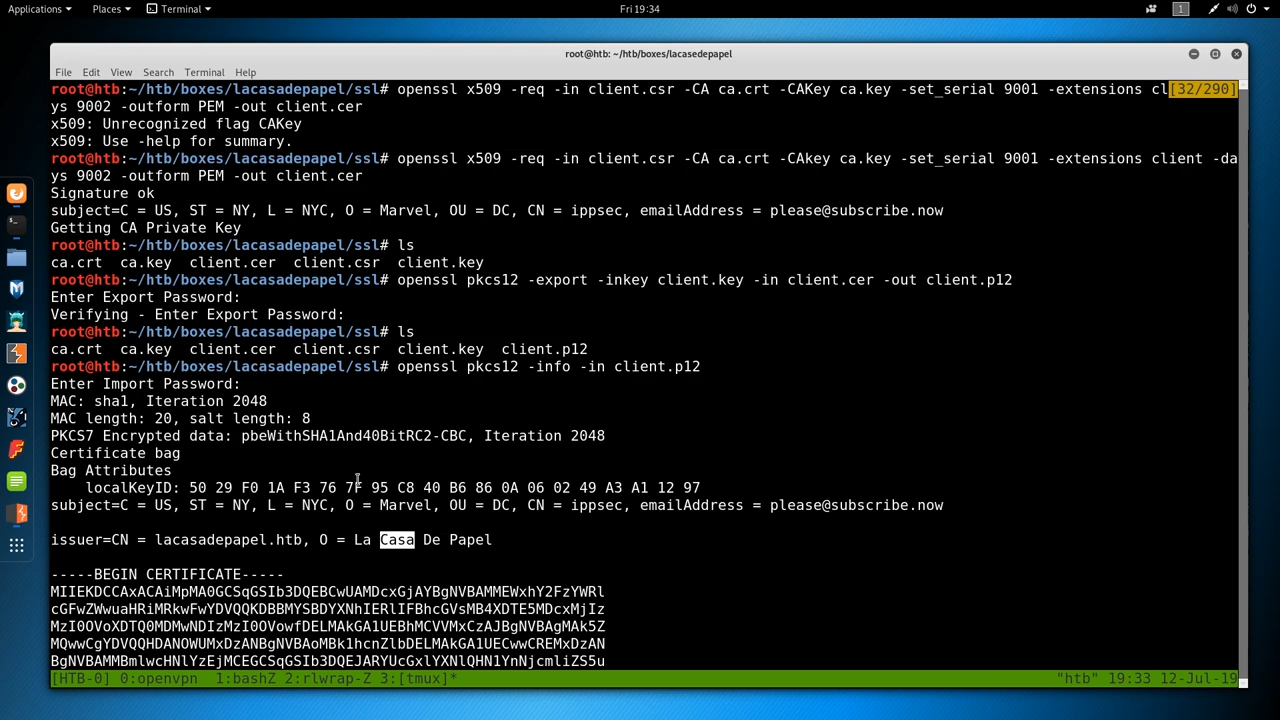 Applications Places Terminal Fri 19:34 1
root@htb: ~/htb/boxes/lacasedepapel
File Edit View Search Terminal Help
root@htb:~/htb/boxes/lacasadepapel/ssl# openssl x509 -req -in client.csr -CA ca.crt -CAKey ca.key -set_serial 9001 -extensions cl[32/290]
ys 9002 -outform PEM -out client.cer
x509: Unrecognized flag CAKey
x509: Use -help for summary.
root@htb:~/htb/boxes/lacasadepapel/ssl# openssl x509 -req -in client.csr -CA ca.crt -CAkey ca.key -set_serial 9001 -extensions client -da
ys 9002 -outform PEM -out client.cer
Signature ok
subject=C = US, ST = NY, L = NYC, O = Marvel, OU = DC, CN = ippsec, emailAddress = please@subscribe.now
Getting CA Private Key
root@htb:~/htb/boxes/lacasadepapel/ssl# ls
ca.crt ca.key client.cer client.csr client.key
root@htb:~/htb/boxes/lacasadepapel/ssl# openssl pkcs12 -export -inkey client.key -in client.cer -out client.p12
Enter Export Password:
Verifying - Enter Export Password:
root@htb:~/htb/boxes/lacasadepapel/ssl# ls
ca.crt ca.key client.cer client.csr client.key client.p12
root@htb:~/htb/boxes/lacasadepapel/ssl# openssl pkcs12 -info -in client.p12
Enter Import Password:
MAC: sha1, Iteration 2048
MAC length: 20, salt length: 8
PKCS7 Encrypted data: pbeWithSHA1And40BitRC2-CBC, Iteration 2048
Certificate bag
Bag Attributes
localKeyID: 50 29 F0 1A F3 76 7F 95 C8 40 B6 86 0A 06 02 49 A3 A1 12 97
subject=C = US, ST = NY, L = NYC, O = Marvel, OU = DC, CN = ippsec, emailAddress = please@subscribe.now
issuer=CN = lacasadepapel.htb, O = La Casa De Papel
-----BEGIN CERTIFICATE-----
MIIEKDCCAxACAiMpMA0GCSqGSIb3DQEBCwUAMDcxGjAYBgNVBAMMEWxhY2FzYWRl
cGFwZWwuaHRiMRkwFwYDVQQKDBBMYSBDYXNhIERlIFBhcGVsMB4XDTE5MDcxMjIz
MzI0OVoXDTQ0MDMwNDIzMzI0OVowfDELMAkGA1UEBhMCVVMxCzAJBgNVBAgMAk5Z
MQwwCgYDVQQHDANOWUMxDzANBgNVBAoMBk1hcnZlbDELMAkGA1UECwwCREMxDzAN
BgNVBAMMBmlwcHNlYzEjMCEGCSqGSIb3DQEJARYUcGxlYXNlQHN1YnNjcmliZS5u
[HTB-0] 0:openvpn 1:bashZ 2:rlwrap-Z 3:[tmux]* "htb" 19:33 12-Jul-19